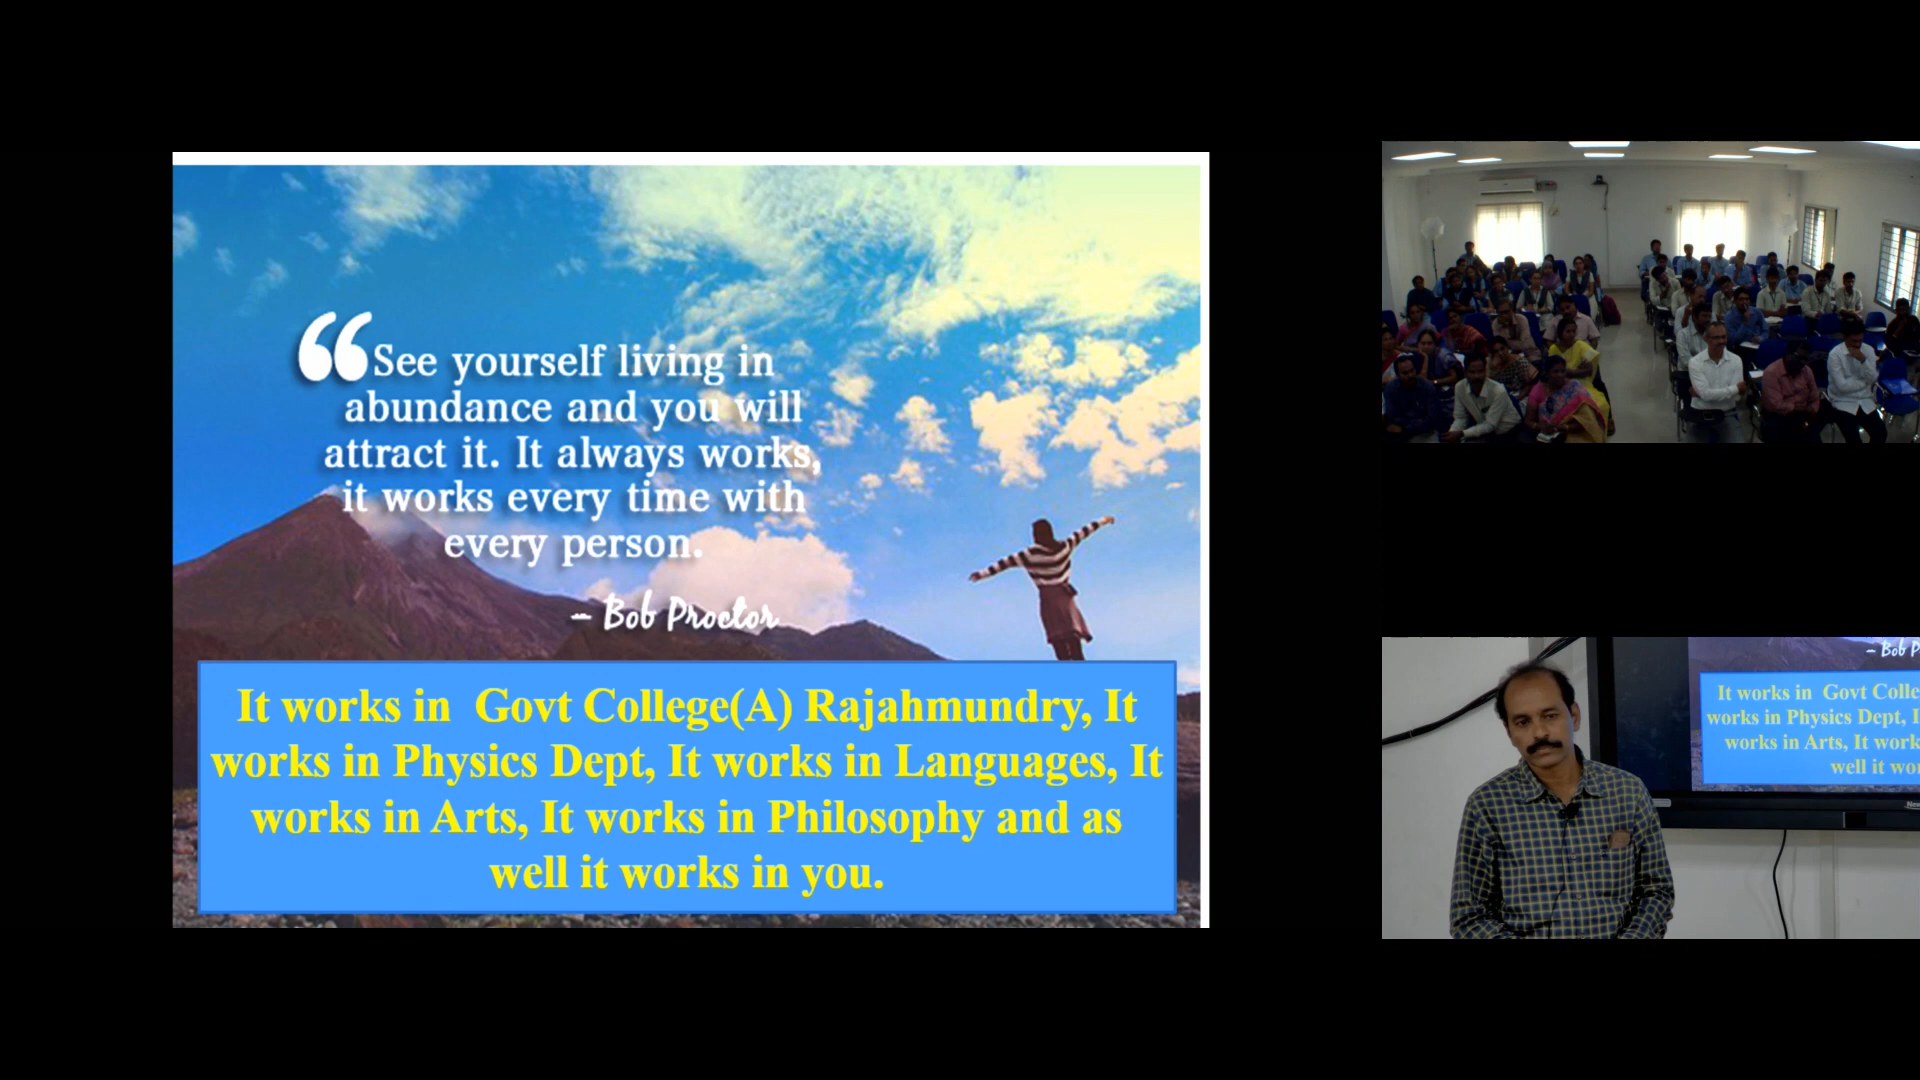 “See yourself living in
abundance and you will
attract it. It always works,
it works every time with
every person.
– Bob Proctor
It works in Govt College(A) Rajahmundry, It
works in Physics Dept, It works in Languages, It
works in Arts, It works in Philosophy and as
well it works in you.
– Bob P
It works in Govt Colle
works in Physics Dept, I
works in Arts, It work
well it wor